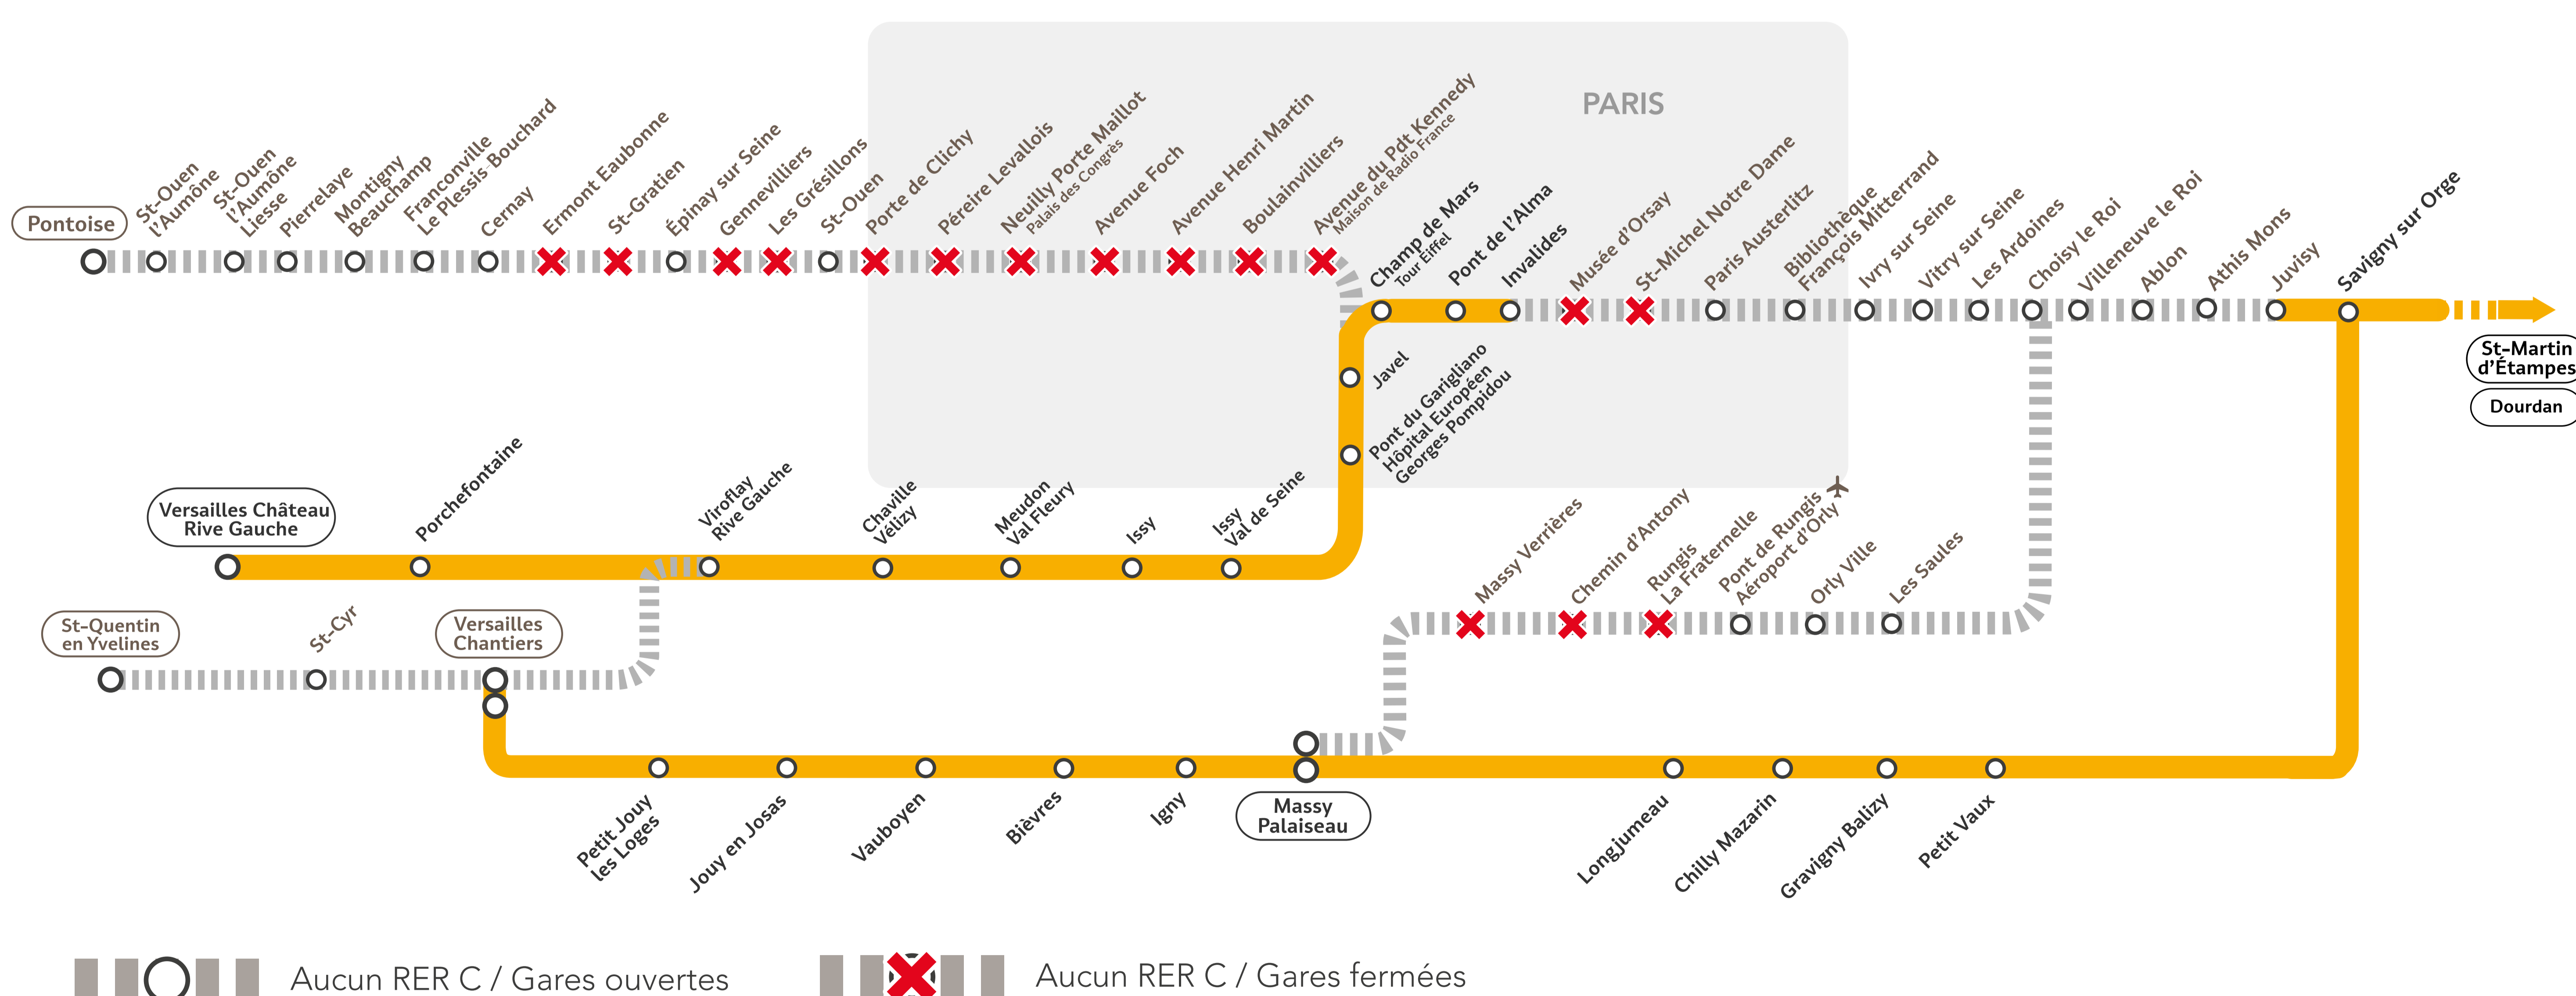 PARIS
Pontoise
St-Ouen
l'Aumône
St-Ouen
l'Aumône
Liesse
Pierrelaye
Montigny
Beauchamp
Franconville
Le Plessis Bouchard
Cernay
Ermont Eaubonne
St-Gratien
Épinay sur Seine
Gennevilliers
Les Grésillons
St-Ouen
Porte de Clichy
Péreire Levallois
Neuilly Porte Maillot
Palais des Congrès
Avenue Foch
Avenue Henri Martin
Boulainvilliers
Avenue du Pdt Kennedy
Maison de Radio France
Champ de Mars
Tour Eiffel
Pont de l'Alma
Invalides
Musée d'Orsay
St-Michel Notre Dame
Paris Austerlitz
Bibliothèque
François Mitterrand
Ivry sur Seine
Vitry sur Seine
Les Ardoines
Choisy le Roi
Villeneuve le Roi
Ablon
Athis Mons
Juvisy
Savigny sur Orge
St-Martin
d'Étampes
Dourdan
Javel
Pont du Garigliano
Hôpital Européen
Georges Pompidou
Versailles Château
Rive Gauche
Porchefontaine
Viroflay
Rive Gauche
Chaville
Vélizy
Meudon
Val Fleury
Issy
Issy
Val de Seine
Massy Verrières
Chemin d'Antony
Rungis
La Fraternelle
Pont de Rungis
Aéroport d'Orly
Orly Ville
Les Saules
St-Quentin
en Yvelines
St-Cyr
Versailles
Chantiers
Petit Jouy
les Loges
Jouy en Josas
Vauboyen
Bièvres
Igny
Massy
Palaiseau
Longjumeau
Chilly Mazarin
Gravigny Balizy
Petit Vaux
Aucun RER C / Gares ouvertes
Aucun RER C / Gares fermées